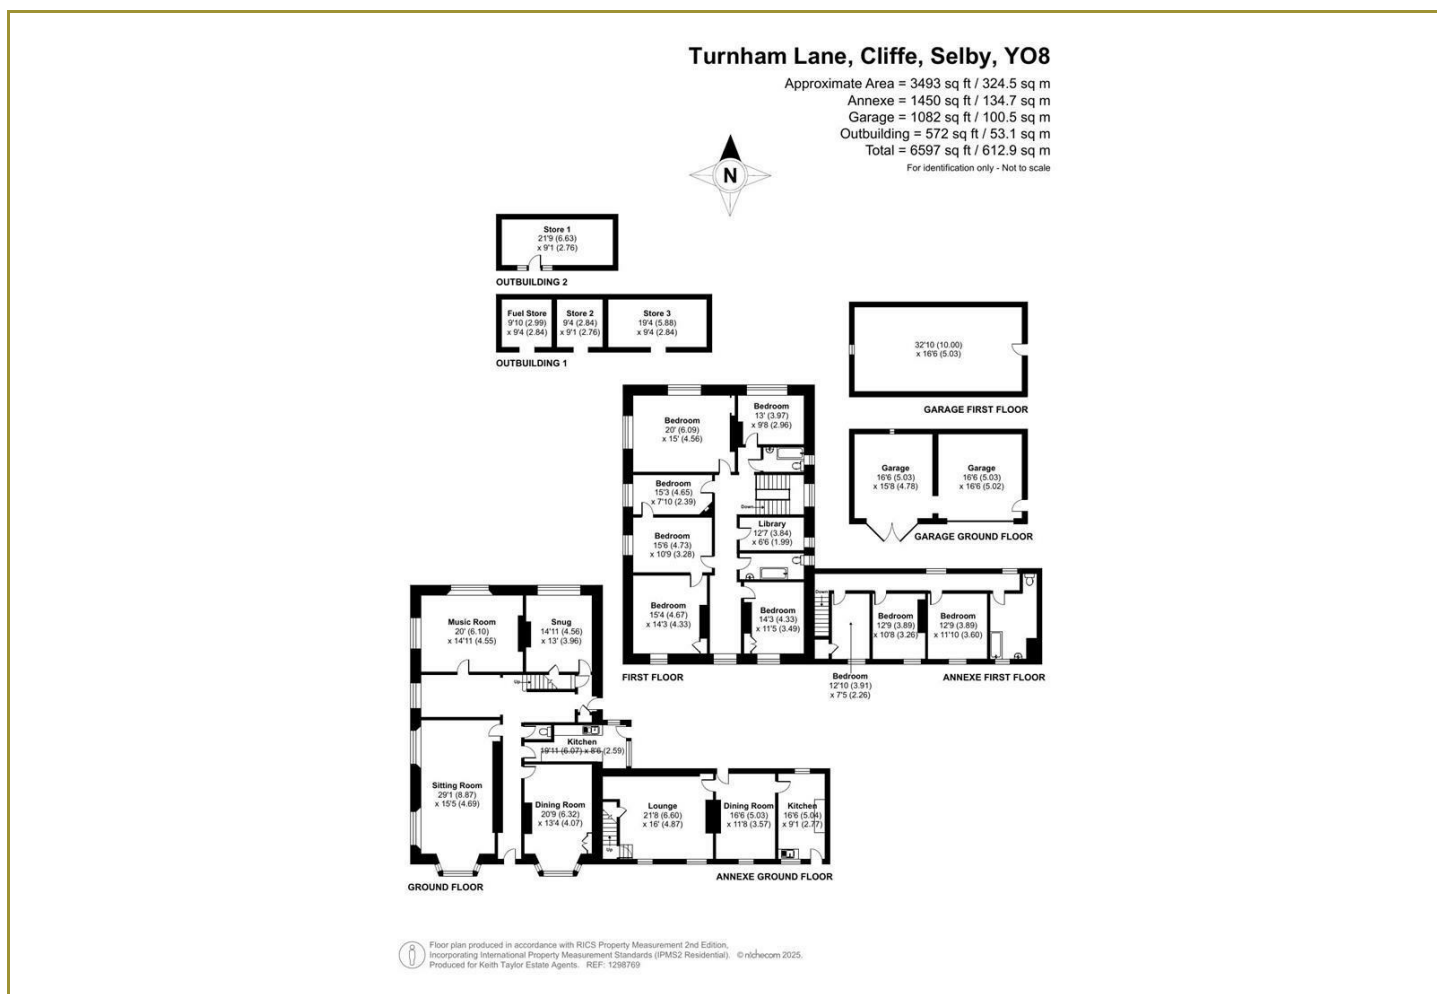 Turnham Lane, Cliffe, Selby, YO8
Approximate Area = 3493 sq ft / 324.5 sq m
Annexe = 1450 sq ft / 134.7 sq m
Garage = 1082 sq ft / 100.5 sq m
Outbuilding = 572 sq ft / 53.1 sq m
Total = 6597 sq ft / 612.9 sq m
For identification only - Not to scale
N
Store 1
21'9 (6.63)
x 9'1 (2.76)
OUTBUILDING 2
Fuel Store
9'10 (2.99)
x 9'4 (2.84)
Store 2
9'4 (2.84)
x 9'1 (2.76)
Store 3
19'4 (5.88)
x 9'4 (2.84)
OUTBUILDING 1
32'10 (10.00)
x 16'6 (5.03)
GARAGE FIRST FLOOR
Garage
16'6 (5.03)
x 15'8 (4.78)
Garage
16'6 (5.03)
x 16'6 (5.02)
GARAGE GROUND FLOOR
Bedroom
20' (6.09)
x 15' (4.56)
Bedroom
13' (3.97)
x 9'8 (2.96)
Bedroom
15'3 (4.65)
x 7'10 (2.39)
Down
Library
12'7 (3.84)
x 6'6 (1.99)
Bedroom
15'6 (4.73)
x 10'9 (3.28)
Bedroom
15'4 (4.67)
x 14'3 (4.33)
Bedroom
14'3 (4.33)
x 11'5 (3.49)
FIRST FLOOR
Down
Bedroom
12'9 (3.89)
x 10'8 (3.26)
Bedroom
12'9 (3.89)
x 11'10 (3.60)
Bedroom
12'10 (3.91)
x 7'5 (2.26)
ANNEXE FIRST FLOOR
Music Room
20' (6.10)
x 14'11 (4.55)
Snug
14'11 (4.56)
x 13' (3.96)
Up
Kitchen
19'11 (6.07) x 8'6 (2.59)
Sitting Room
29'1 (8.87)
x 15'5 (4.69)
Dining Room
20'9 (6.32)
x 13'4 (4.07)
GROUND FLOOR
Lounge
21'8 (6.60)
x 16' (4.87)
Up
Dining Room
16'6 (5.03)
x 11'8 (3.57)
Kitchen
16'6 (5.04)
x 9'1 (2.77)
ANNEXE GROUND FLOOR
Floor plan produced in accordance with RICS Property Measurement 2nd Edition,
Incorporating International Property Measurement Standards (IPMS2 Residential). © nichecom 2025.
Produced for Keith Taylor Estate Agents. REF: 1298769